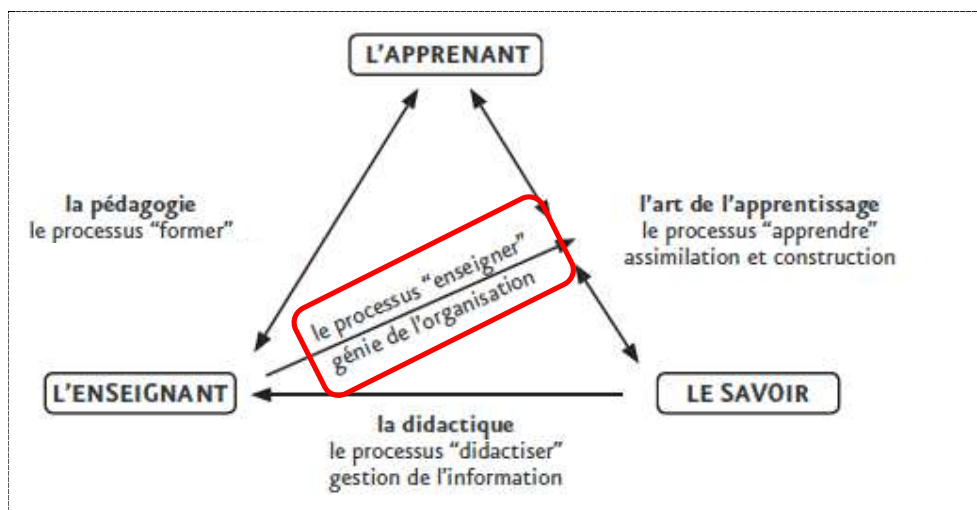 L'APPRENANT
la pédagogie
le processus "former"
l'art de l'apprentissage
le processus "apprendre"
assimilation et construction
le processus "enseigner"
génie de l'organisation
L'ENSEIGNANT
LE SAVOIR
la didactique
le processus "didactiser"
gestion de l'information